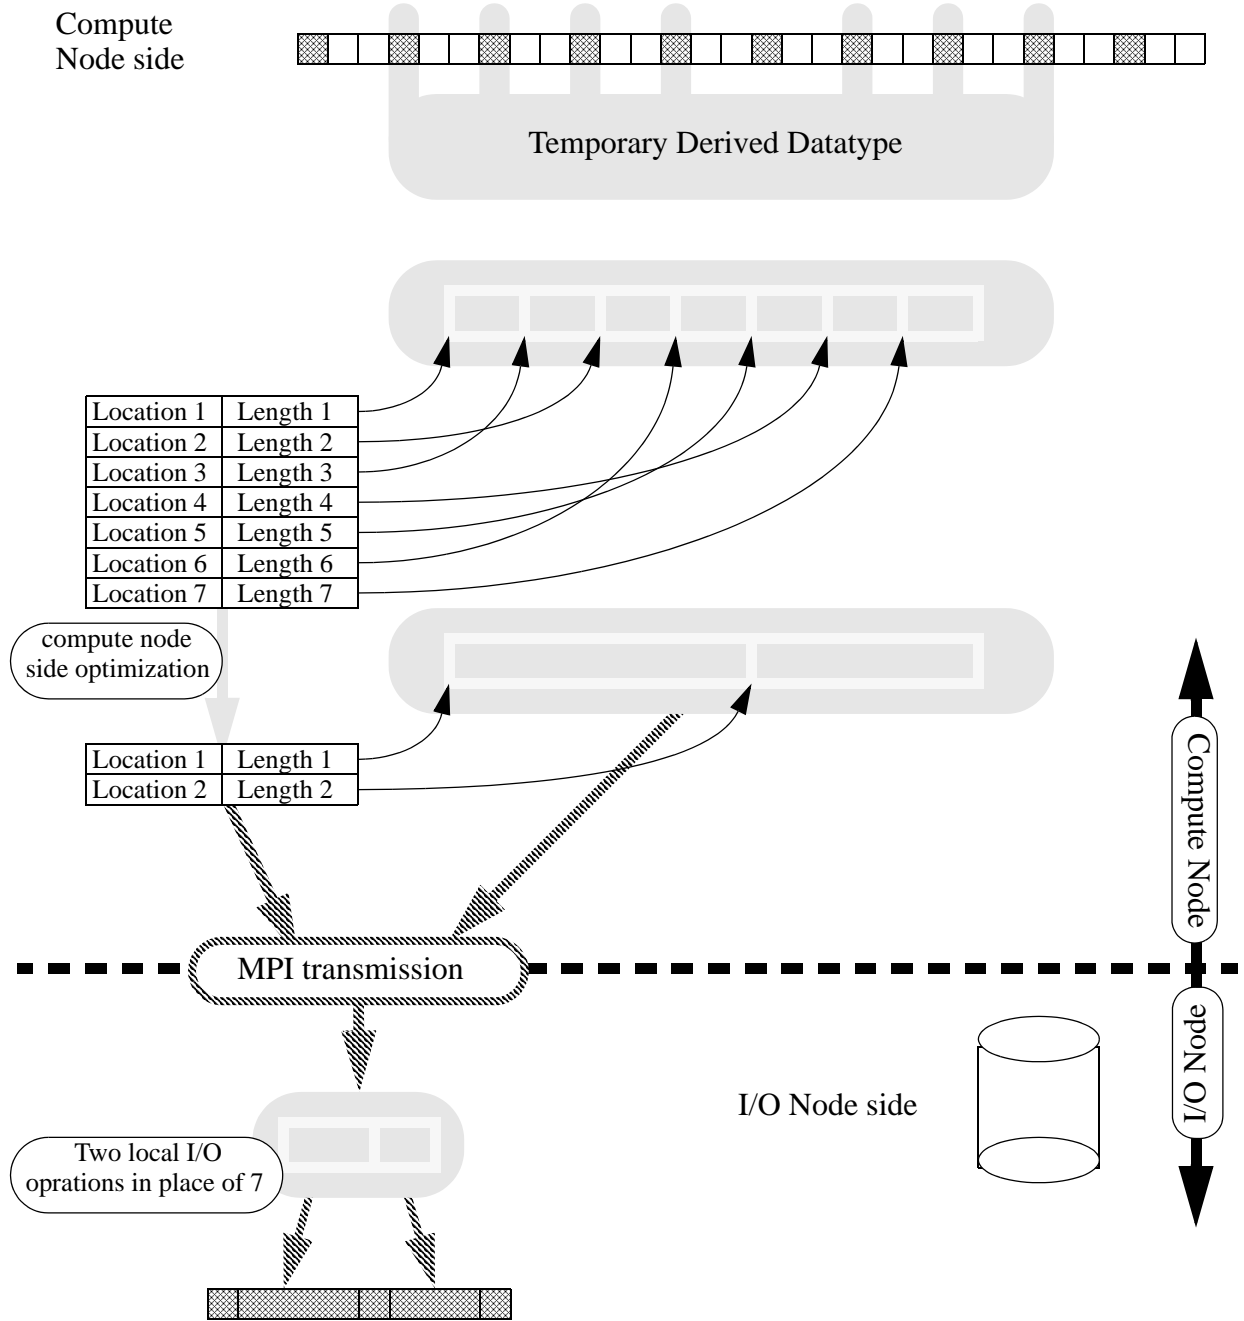 Compute
Node side
Temporary Derived Datatype
Location 1 Length 1
Location 2 Length 2
Location 3 Length 3
Location 4 Length 4
Location 5 Length 5
Location 6 Length 6
Location 7 Length 7
compute node
side optimization
Location 1 Length 1
Location 2 Length 2
Compute Node
MPI transmission
I/O Node
I/O Node side
Two local I/O
oprations in place of 7